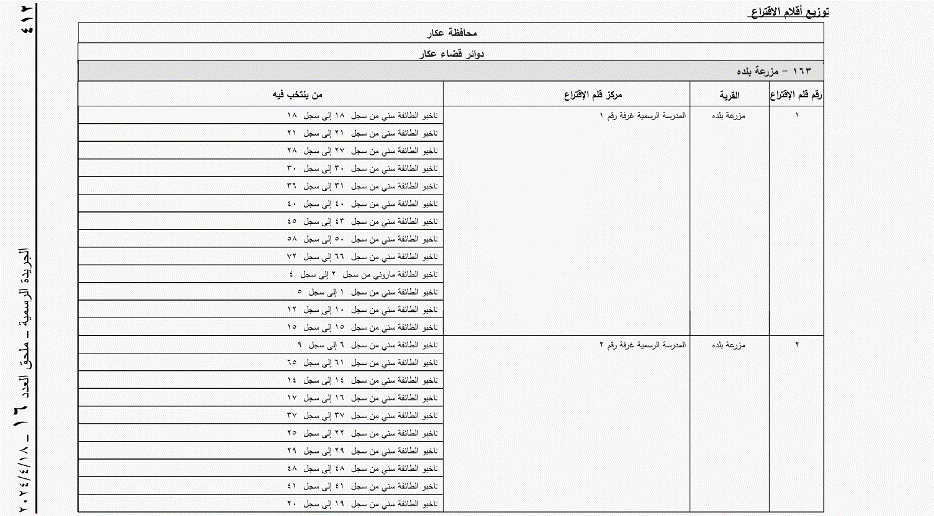 توزيع أقلام الإقتراع
محافظة عكار
دوائر قضاء عكار
١٦٣ - مزرعة بلده
رقم قلم الإقتراع القرية مركز قلم الإقتراع من ينتخب فيه
١ مزرعة بلده المدرسة الرسمية غرفة رقم ١ ناخبو الطائفة سني من سجل ١٨ إلى سجل ١٨
ناخبو الطائفة سني من سجل ٢١ إلى سجل ٢١
ناخبو الطائفة سني من سجل ٢٧ إلى سجل ٢٨
ناخبو الطائفة سني من سجل ٣٠ إلى سجل ٣٠
ناخبو الطائفة سني من سجل ٣١ إلى سجل ٣٦
ناخبو الطائفة سني من سجل ٤٠ إلى سجل ٤٠
ناخبو الطائفة سني من سجل ٤٣ إلى سجل ٤٥
ناخبو الطائفة سني من سجل ٥٠ إلى سجل ٥٨
ناخبو الطائفة سني من سجل ٦٦ إلى سجل ٧٢
ناخبو الطائفة ماروني من سجل ٢ إلى سجل ٤
ناخبو الطائفة سني من سجل ١ إلى سجل ٥
ناخبو الطائفة سني من سجل ١٠ إلى سجل ١٢
ناخبو الطائفة سني من سجل ١٥ إلى سجل ١٥
٢ مزرعة بلده المدرسة الرسمية غرفة رقم ٢ ناخبو الطائفة سني من سجل ٦ إلى سجل ٩
ناخبو الطائفة سني من سجل ٦١ إلى سجل ٦٥
ناخبو الطائفة سني من سجل ١٤ إلى سجل ١٤
ناخبو الطائفة سني من سجل ١٦ إلى سجل ١٧
ناخبو الطائفة سني من سجل ٣٧ إلى سجل ٣٧
ناخبو الطائفة سني من سجل ٢٢ إلى سجل ٢٥
ناخبو الطائفة سني من سجل ٢٩ إلى سجل ٢٩
ناخبو الطائفة سني من سجل ٤٨ إلى سجل ٤٨
ناخبو الطائفة سني من سجل ٤١ إلى سجل ٤١
ناخبو الطائفة سني من سجل ١٩ إلى سجل ٢٠
٤١٢
الجريدة الرسمية – ملحق العدد ١٦ – ٢٠٢٤/٤/١٨